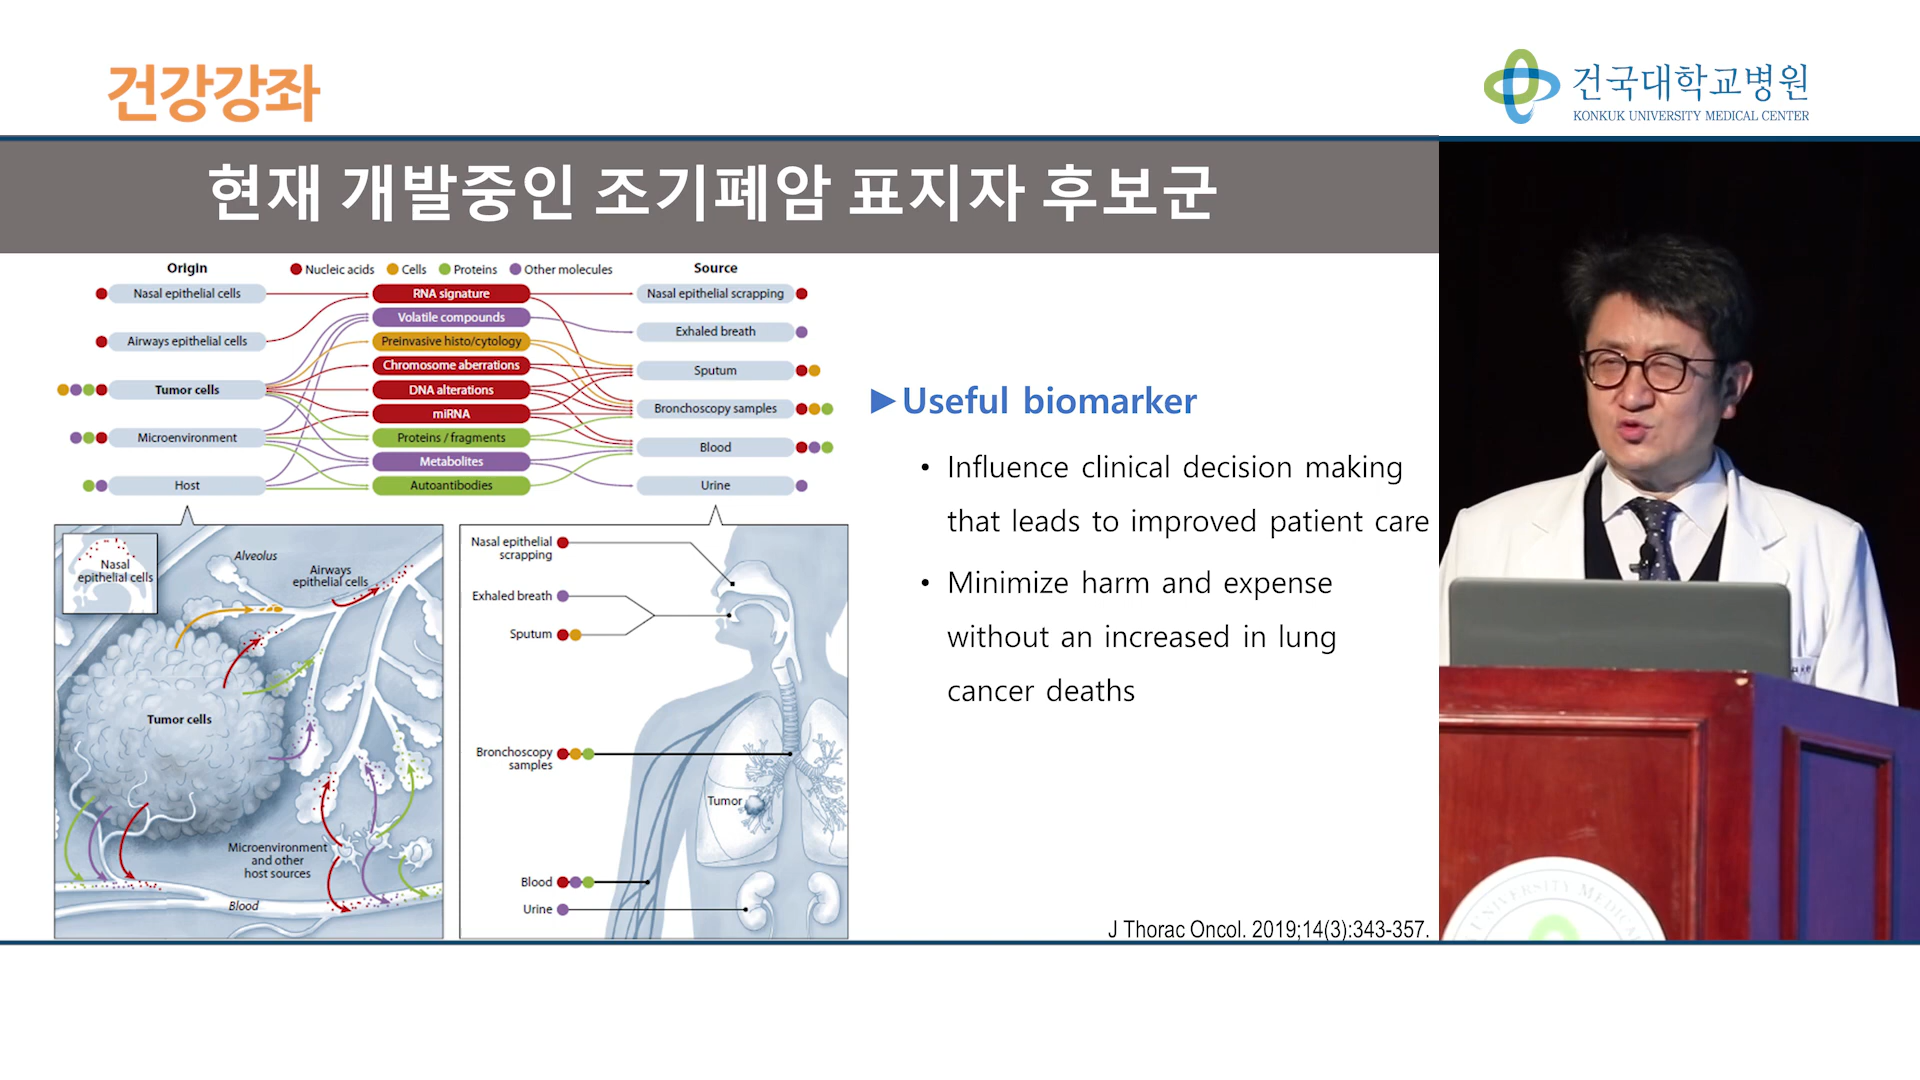 건강강좌
건국대학교병원
KONKUK UNIVERSITY MEDICAL CENTER
현재 개발중인 조기폐암 표지자 후보군
Origin
Nucleic acids
Cells
Proteins
Other molecules
Source
Nasal epithelial cells
RNA signature
Nasal epithelial scrapping
Volatile compounds
Exhaled breath
Airways epithelial cells
Preinvasive histo/cytology
Chromosome aberrations
Sputum
Tumor cells
DNA alterations
miRNA
Bronchoscopy samples
Microenvironment
Proteins / fragments
Blood
Metabolites
Host
Autoantibodies
Urine
Nasal
epithelial cells
Alveolus
Airways
epithelial cells
Tumor cells
Microenvironment
and other
host sources
Blood
Nasal epithelial
scrapping
Exhaled breath
Sputum
Bronchoscopy
samples
Tumor
Blood
Urine
▶Useful biomarker
• Influence clinical decision making
that leads to improved patient care
• Minimize harm and expense
without an increased in lung
cancer deaths
J Thorac Oncol. 2019;14(3):343-357.
UNIVERSITY MEDICAL